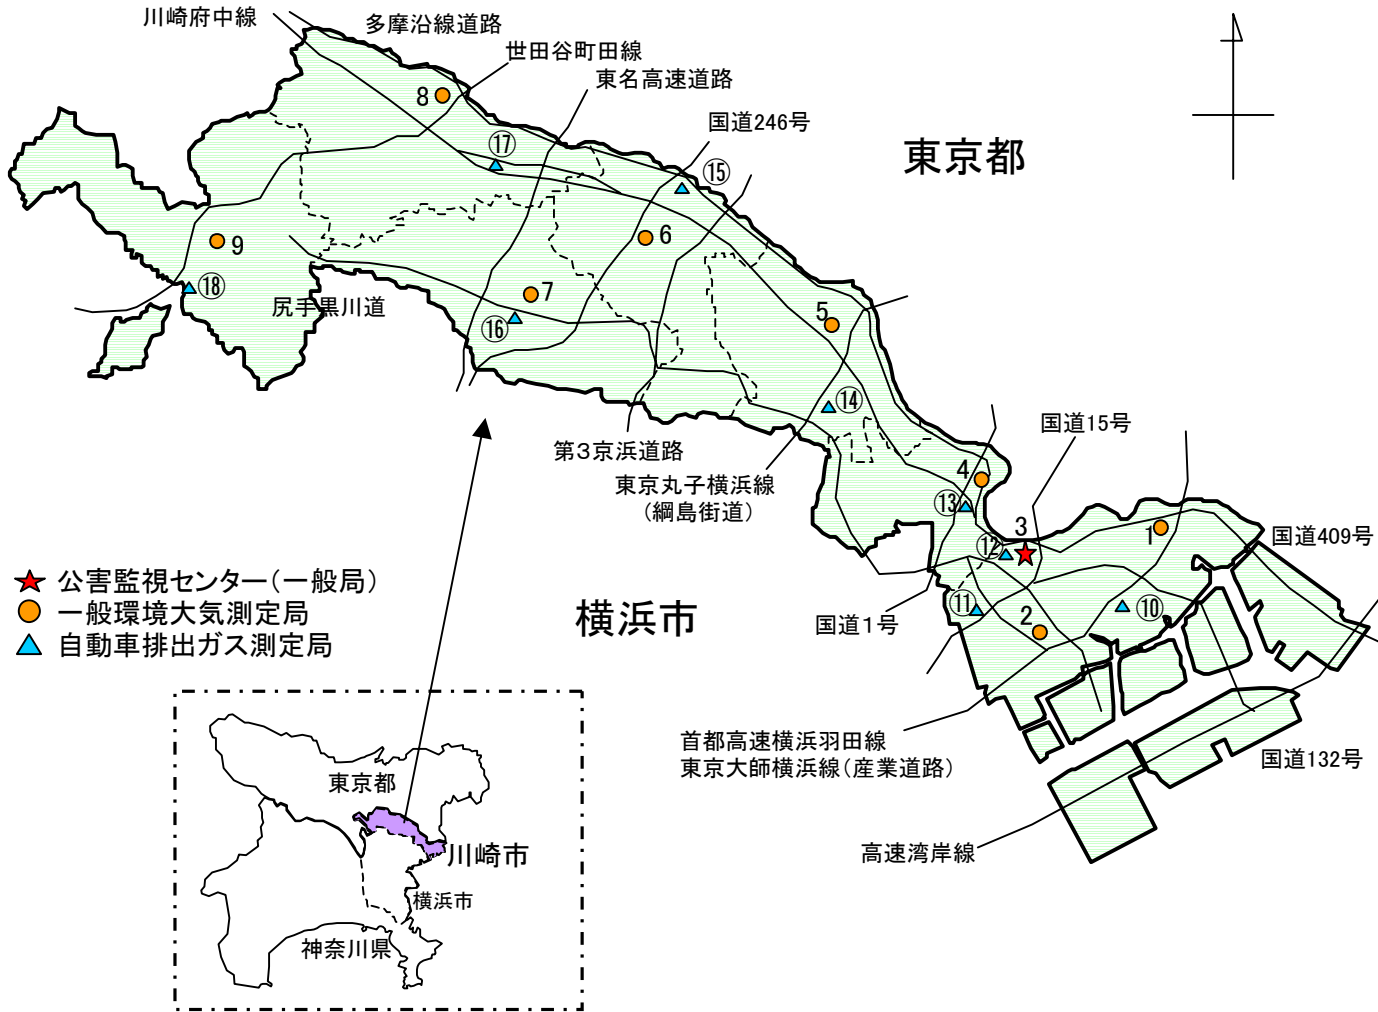 川崎府中線
多摩沿線道路
世田谷町田線
東名高速道路
国道246号
東京都
8
⑰
⑮
9
6
⑱
尻手黒川道
7
⑯
5
⑭
第3京浜道路
東京丸子横浜線
(綱島街道)
国道15号
4
⑬
3
⑫
1
国道409号
⑪
2
⑩
国道1号
横浜市
公害監視センター(一般局)
一般環境大気測定局
自動車排出ガス測定局
首都高速横浜羽田線
東京大師横浜線(産業道路)
国道132号
高速湾岸線
東京都
川崎市
横浜市
神奈川県